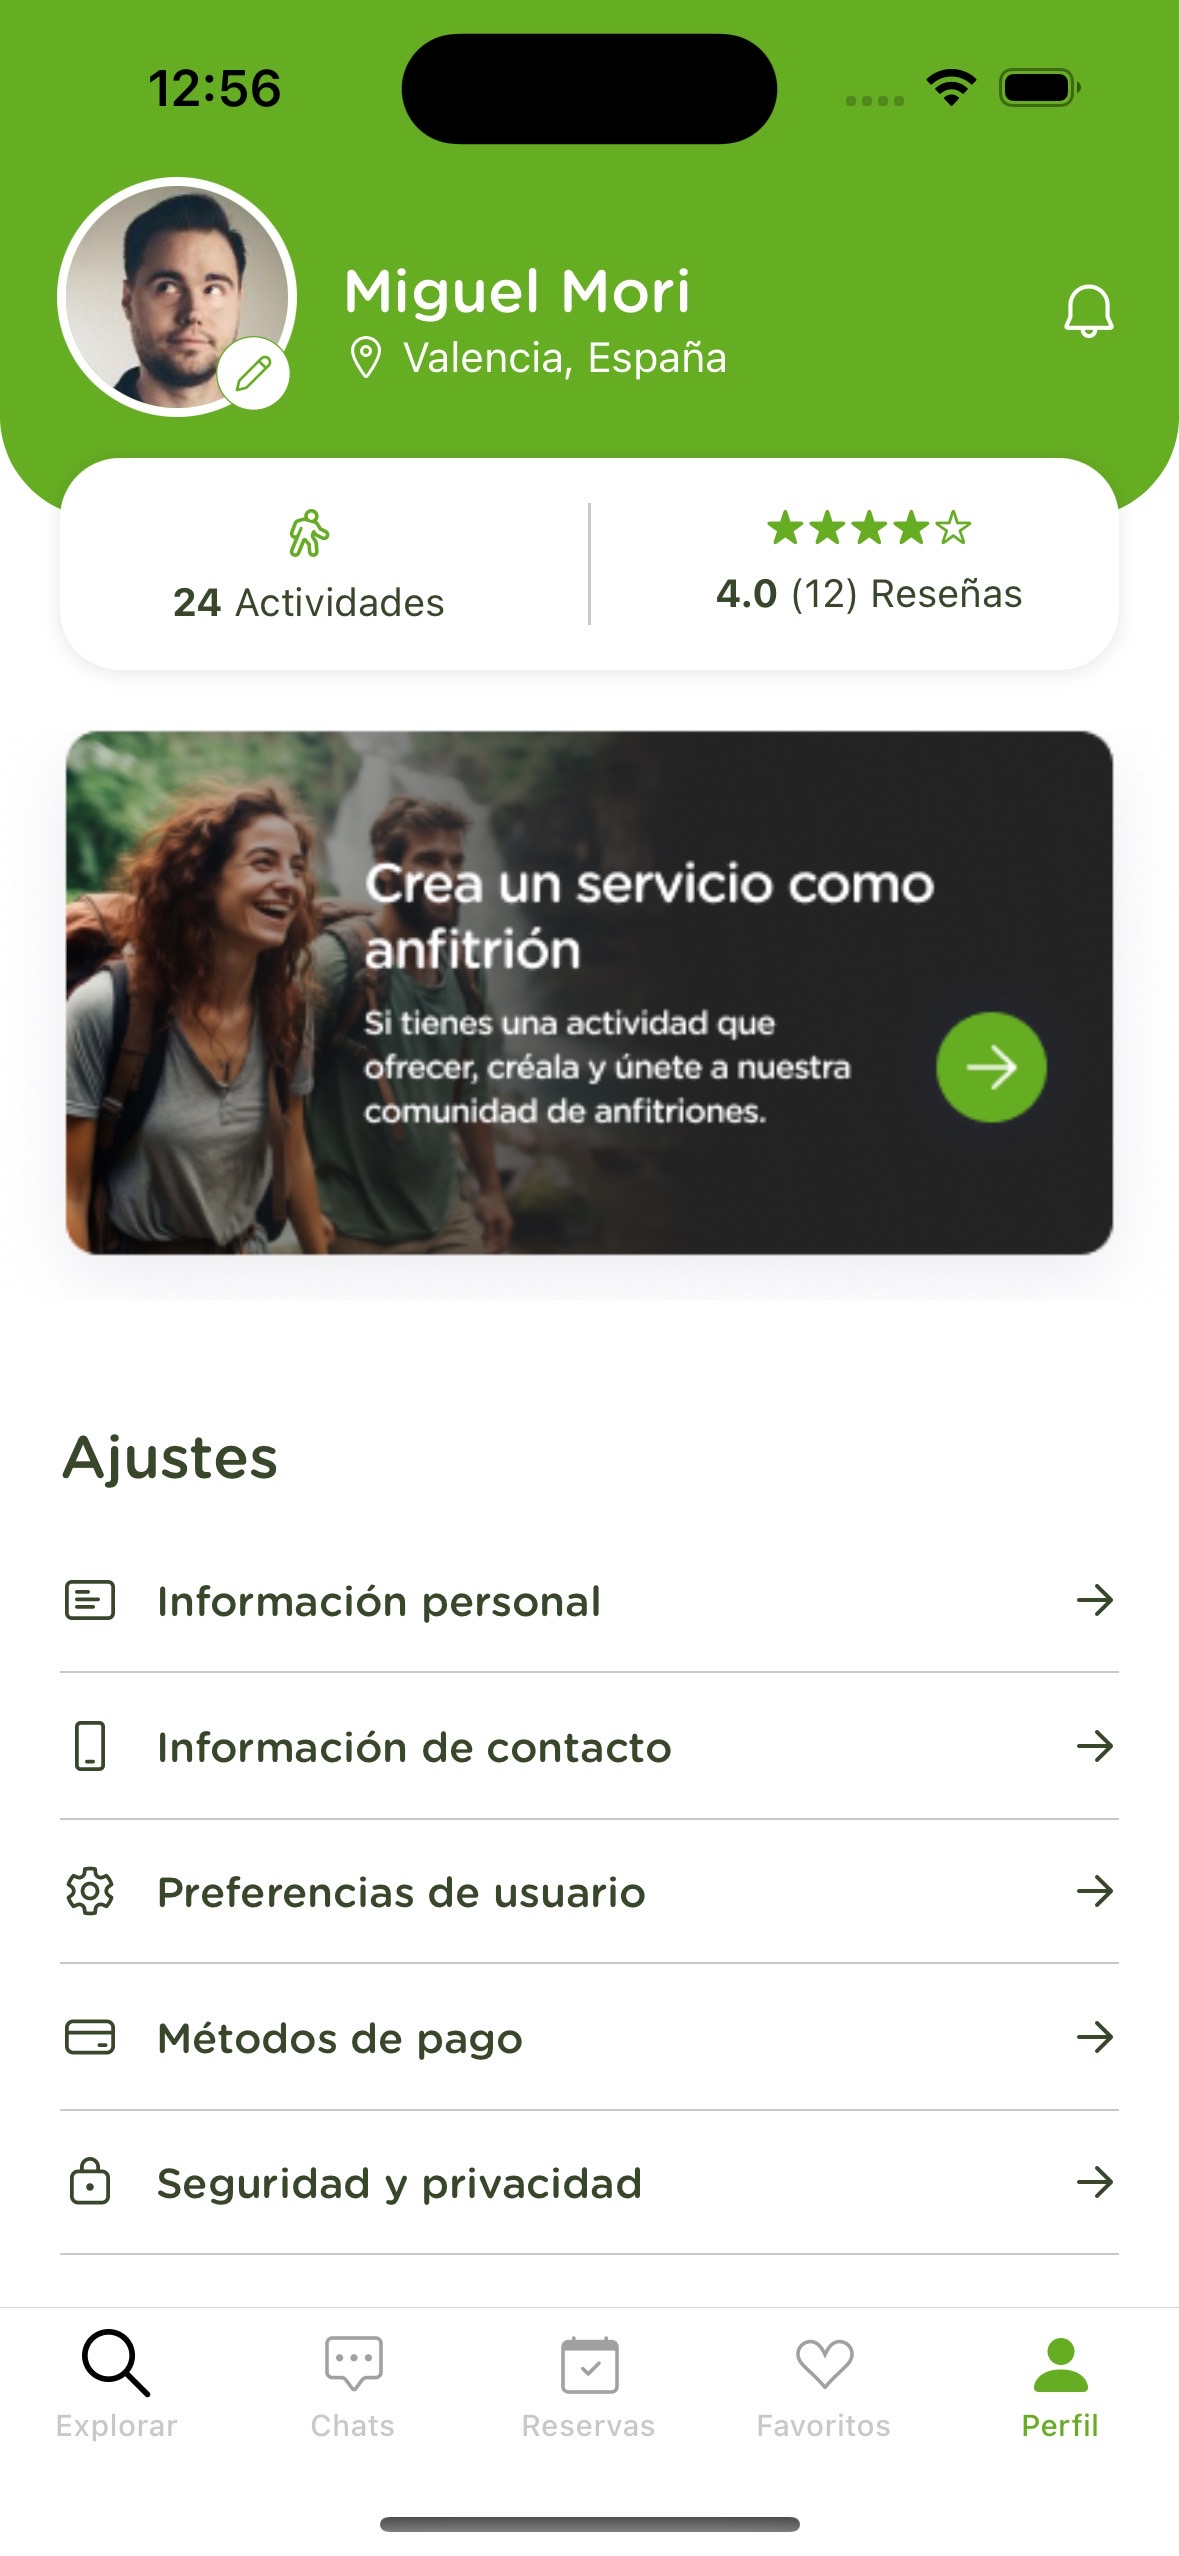 12:56
Miguel Mori
Valencia, España
24 Actividades
4.0 (12) Reseñas
Crea un servicio como
anfitrión
Si tienes una actividad que
ofrecer, créala y únete a nuestra
comunidad de anfitriones.
Ajustes
Información personal
Información de contacto
Preferencias de usuario
Métodos de pago
Seguridad y privacidad
Explorar
Chats
Reservas
Favoritos
Perfil